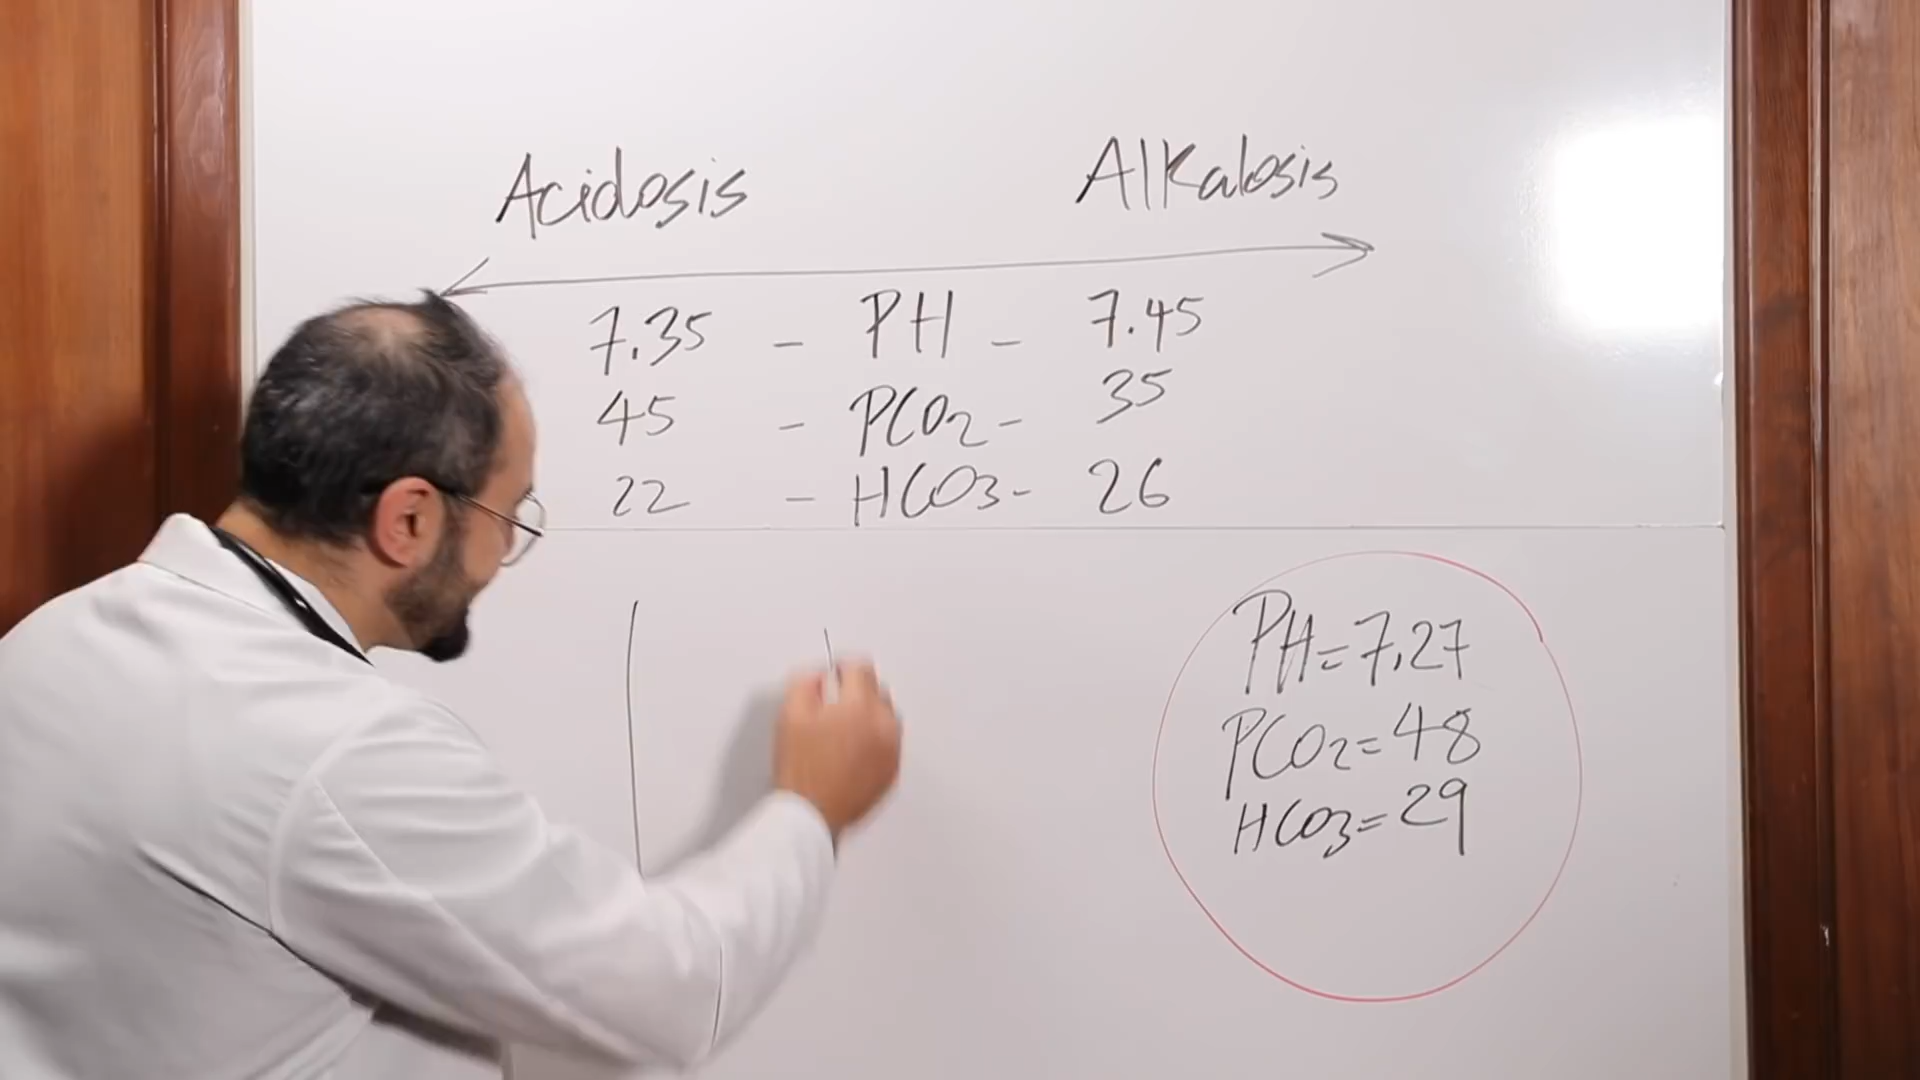 Acidosis Alkalosis
7.35 - PH - 7.45
45 - PCO2 - 35
22 - HCO3 - 26
PH=7.27
PCO2=48
HCO3=29